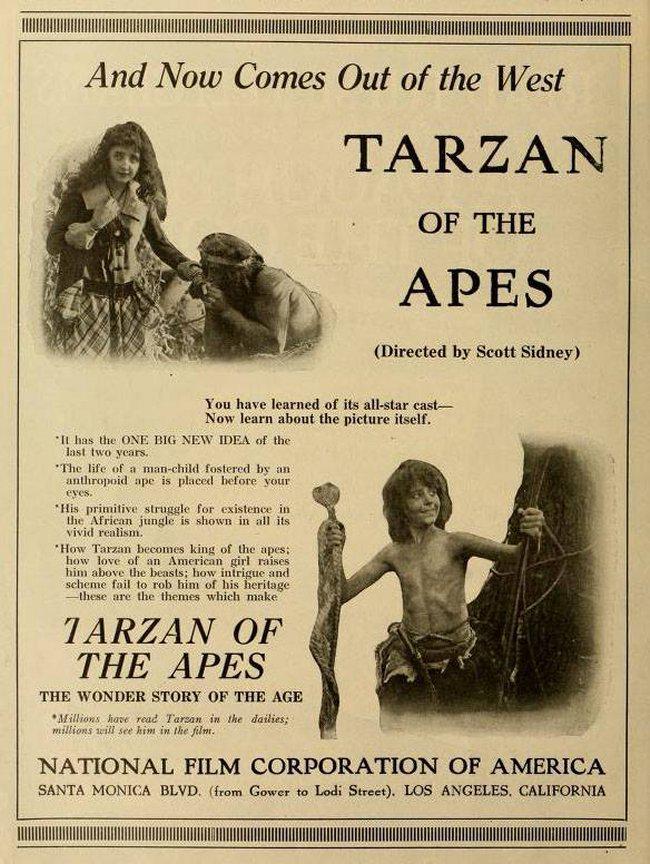 And Now Comes Out of the West
TARZAN
OF THE
APES
(Directed by Scott Sidney)
You have learned of its all-star cast—
Now learn about the picture itself.
*It has the ONE BIG NEW IDEA of the
last two years.
*The life of a man-child fostered by an
anthropoid ape is placed before your
eyes.
*His primitive struggle for existence in
the African jungle is shown in all its
vivid realism.
*How Tarzan becomes king of the apes;
how love of an American girl raises
him above the beasts; how intrigue and
scheme fail to rob him of his heritage
—these are the themes which make
TARZAN OF
THE APES
THE WONDER STORY OF THE AGE
*Millions have read Tarzan in the dailies;
millions will see him in the film.
NATIONAL FILM CORPORATION OF AMERICA
SANTA MONICA BLVD. (from Gower to Lodi Street), LOS ANGELES, CALIFORNIA